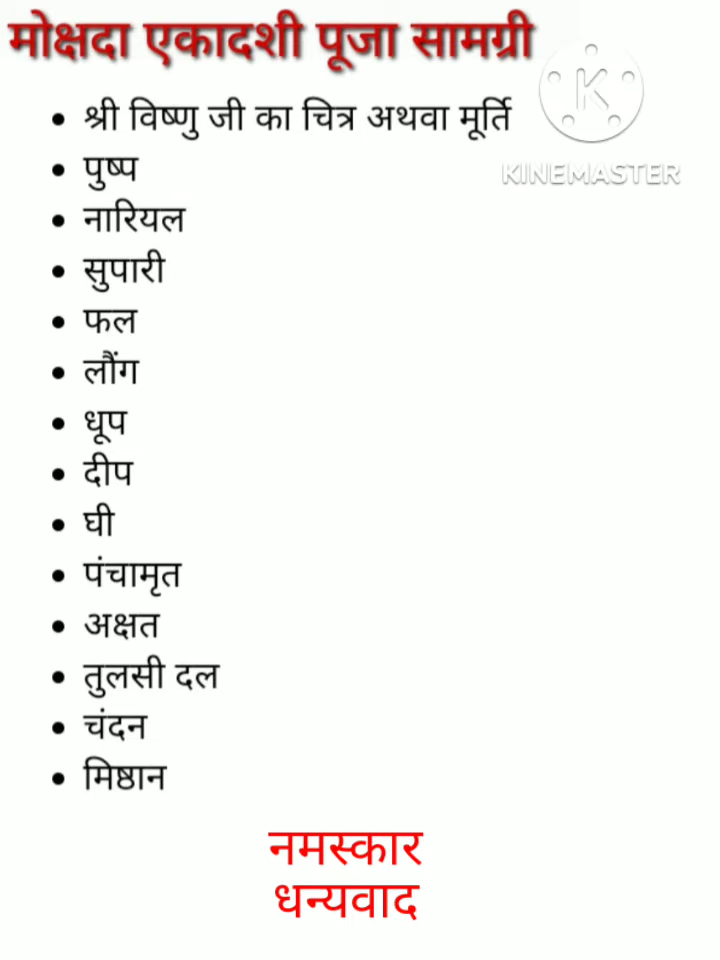 मोक्षदा एकादशी पूजा सामग्री
• श्री विष्णु जी का चित्र अथवा मूर्ति
K
KINEMASTER
• पुष्प
• नारियल
• सुपारी
• फल
• लौंग
• धूप
• दीप
• घी
• पंचामृत
• अक्षत
• तुलसी दल
• चंदन
• मिष्ठान
नमस्कार
धन्यवाद